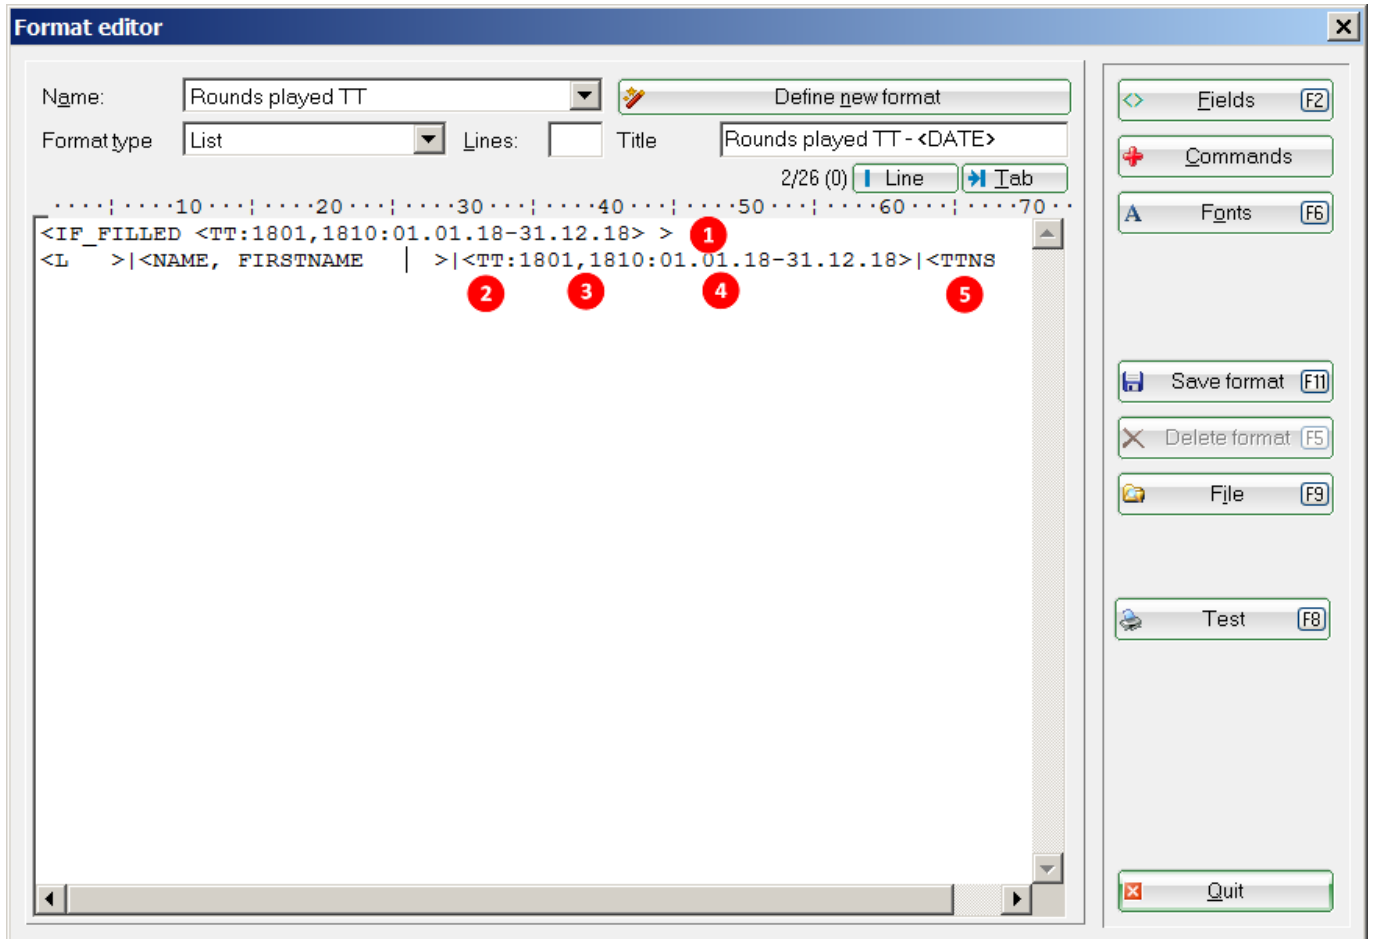 Format editor
Name: Rounds played TT Define new format
Format type List Lines: Title Rounds played TT - <DATE>
2/26 (0) Line Tab
····¦····10····¦····20····¦····30····¦····40····¦····50····¦····60····¦····70··
<IF_FILLED <TT:1801,1810:01.01.18-31.12.18> > 1
<L   >|<NAME, FIRSTNAME      >|<TT:1801,1810:01.01.18-31.12.18>|<TTNS
2 3 4 5
Fields F2
Commands
Fonts F6
Save format F11
Delete format F5
File F9
Test F8
Quit